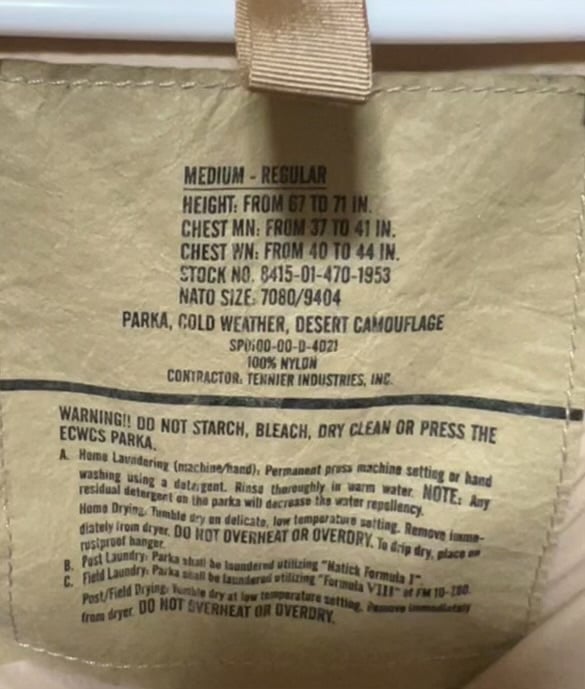 MEDIUM - REGULAR
HEIGHT: FROM 67 TO 71 IN.
CHEST MN: FROM 37 TO 41 IN.
CHEST WN: FROM 40 TO 44 IN.
STOCK NO. 8415-01-470-1953
NATO SIZE: 7080/9404
PARKA, COLD WEATHER, DESERT CAMOUFLAGE
SPO100-00-D-4021
100% NYLON
CONTRACTOR: TENNIER INDUSTRIES, INC.
WARNING!! DO NOT STARCH, BLEACH, DRY CLEAN OR PRESS THE
ECWCS PARKA.
A. Home Laundering (machine/hand): Permanent press machine setting or hand
washing using a detergent. Rinse thoroughly in warm water. NOTE: Any
residual detergent on the parka will decrease the water repellency.
Home Drying: Tumble dry on delicate, low temperature setting. Remove imme-
diately from dryer. DO NOT OVERHEAT OR OVERDRY. To drip dry, place on
rustproof hanger.
B. Post Laundry: Parka shall be laundered utilizing "Natick Formula I".
C. Field Laundry: Parka shall be laundered utilizing "Formula VIII" of FM 10-280.
Post/Field Drying: Tumble dry at low temperature setting. Remove immediately
from dryer. DO NOT OVERHEAT OR OVERDRY.